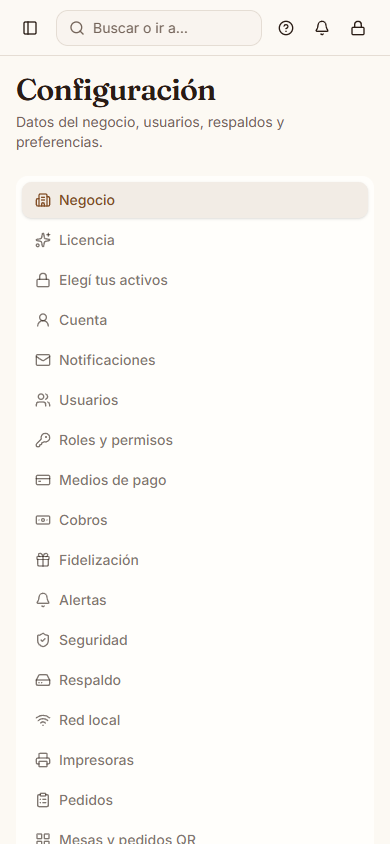 Buscar o ir a...
Configuración
Datos del negocio, usuarios, respaldos y
preferencias.
Negocio
Licencia
Elegí tus activos
Cuenta
Notificaciones
Usuarios
Roles y permisos
Medios de pago
Cobros
Fidelización
Alertas
Seguridad
Respaldo
Red local
Impresoras
Pedidos
Mesas y pedidos QR